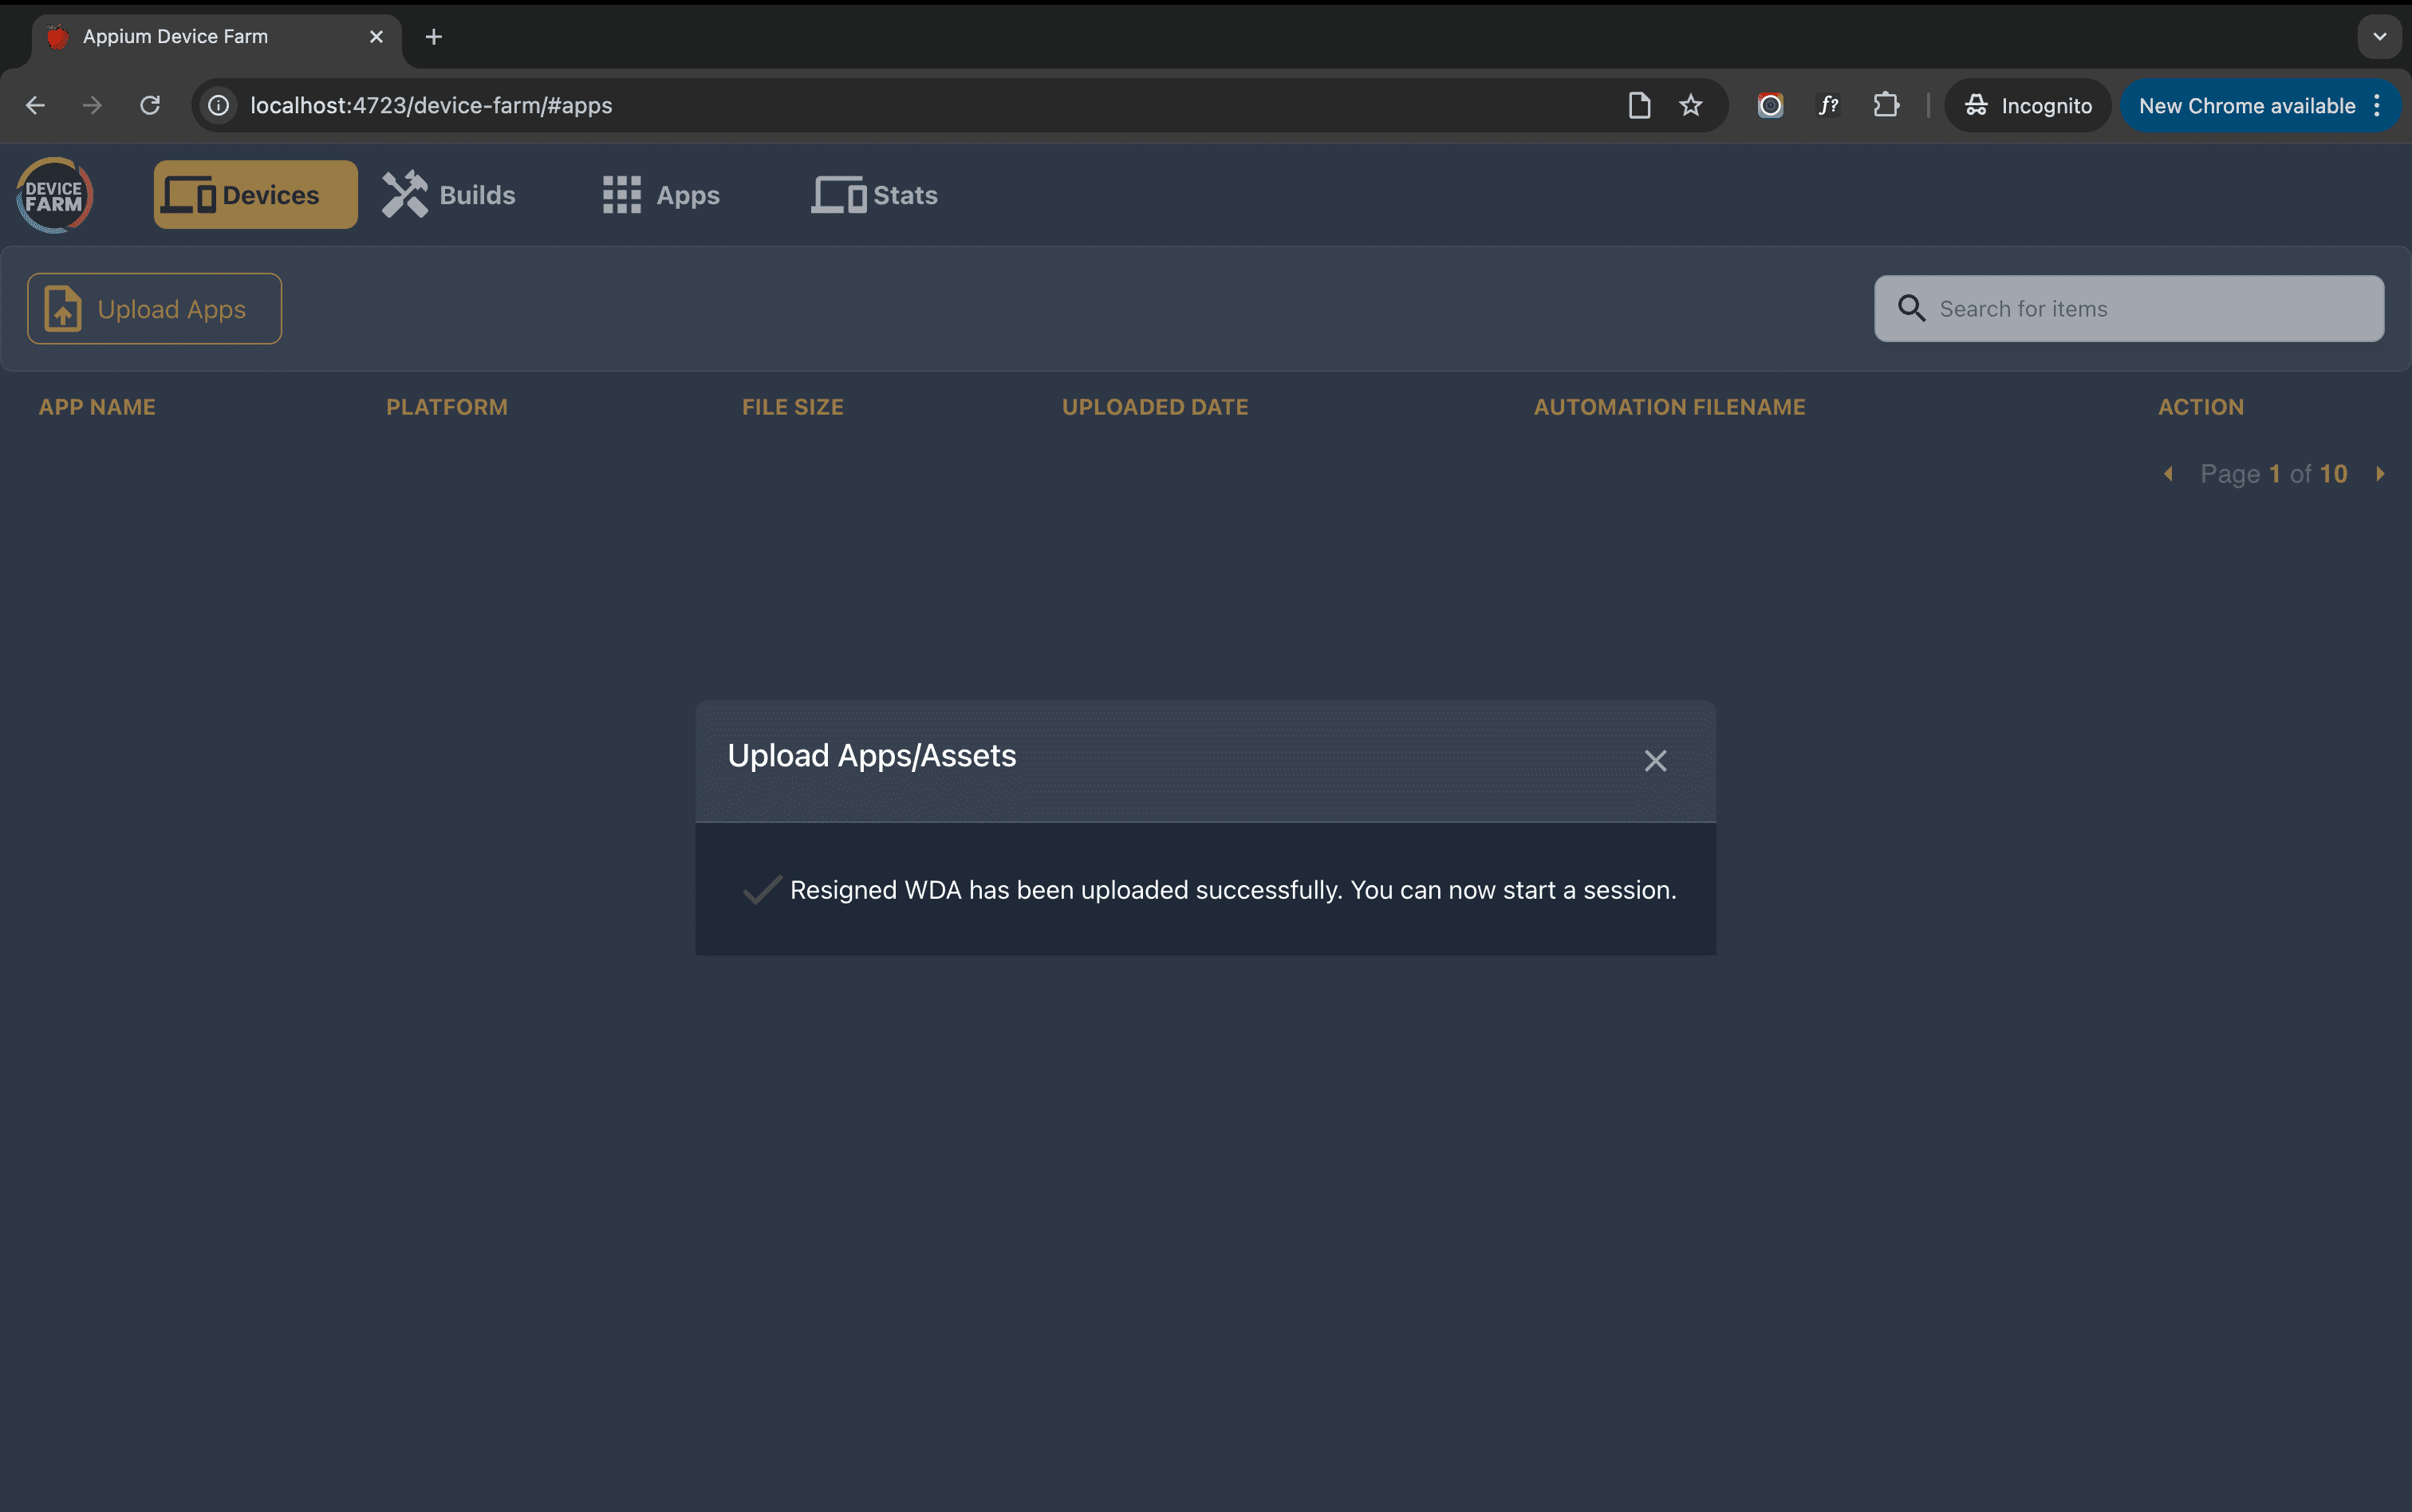 Appium Device Farm
localhost:4723/device-farm/#apps
f?
Incognito
New Chrome available
DEVICE
FARM
Devices
Builds
Apps
Stats
Upload Apps
Search for items
APP NAME PLATFORM FILE SIZE UPLOADED DATE AUTOMATION FILENAME ACTION
Page 1 of 10
Upload Apps/Assets
Resigned WDA has been uploaded successfully. You can now start a session.